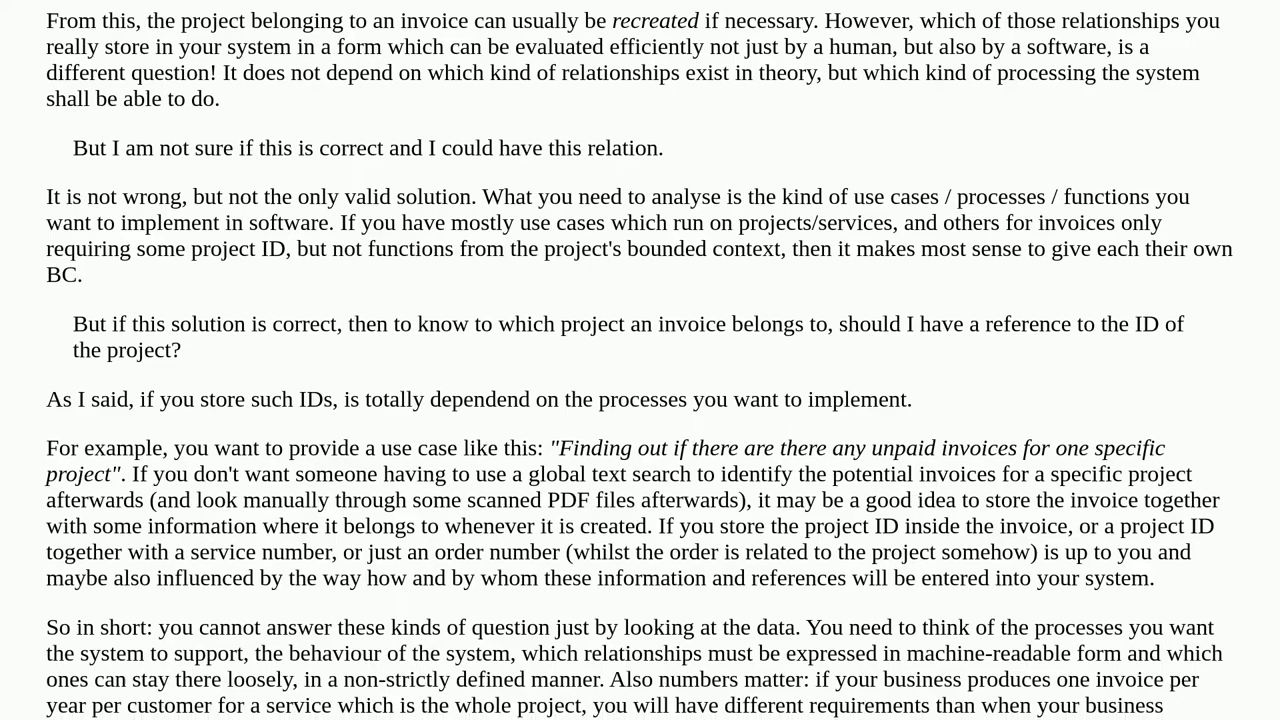 From this, the project belonging to an invoice can usually be recreated if necessary. However, which of those relationships you
really store in your system in a form which can be evaluated efficiently not just by a human, but also by a software, is a
different question! It does not depend on which kind of relationships exist in theory, but which kind of processing the system
shall be able to do.
But I am not sure if this is correct and I could have this relation.
It is not wrong, but not the only valid solution. What you need to analyse is the kind of use cases / processes / functions you
want to implement in software. If you have mostly use cases which run on projects/services, and others for invoices only
requiring some project ID, but not functions from the project's bounded context, then it makes most sense to give each their own
BC.
But if this solution is correct, then to know to which project an invoice belongs to, should I have a reference to the ID of
the project?
As I said, if you store such IDs, is totally dependend on the processes you want to implement.
For example, you want to provide a use case like this: "Finding out if there are there any unpaid invoices for one specific
project". If you don't want someone having to use a global text search to identify the potential invoices for a specific project
afterwards (and look manually through some scanned PDF files afterwards), it may be a good idea to store the invoice together
with some information where it belongs to whenever it is created. If you store the project ID inside the invoice, or a project ID
together with a service number, or just an order number (whilst the order is related to the project somehow) is up to you and
maybe also influenced by the way how and by whom these information and references will be entered into your system.
So in short: you cannot answer these kinds of question just by looking at the data. You need to think of the processes you want
the system to support, the behaviour of the system, which relationships must be expressed in machine-readable form and which
ones can stay there loosely, in a non-strictly defined manner. Also numbers matter: if your business produces one invoice per
year per customer for a service which is the whole project, you will have different requirements than when your business